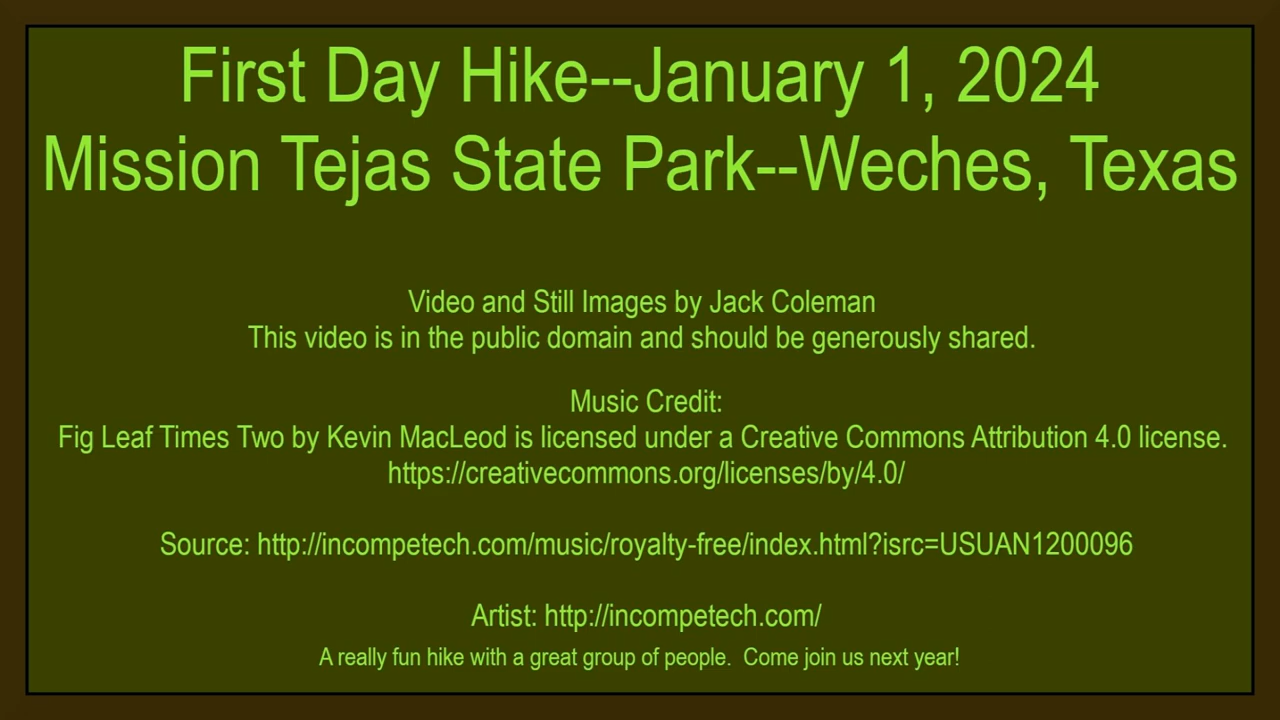 First Day Hike--January 1, 2024
Mission Tejas State Park--Weches, Texas
Video and Still Images by Jack Coleman
This video is in the public domain and should be generously shared.
Music Credit:
Fig Leaf Times Two by Kevin MacLeod is licensed under a Creative Commons Attribution 4.0 license.
https://creativecommons.org/licenses/by/4.0/
Source: http://incompetech.com/music/royalty-free/index.html?isrc=USUAN1200096
Artist: http://incompetech.com/
A really fun hike with a great group of people.  Come join us next year!